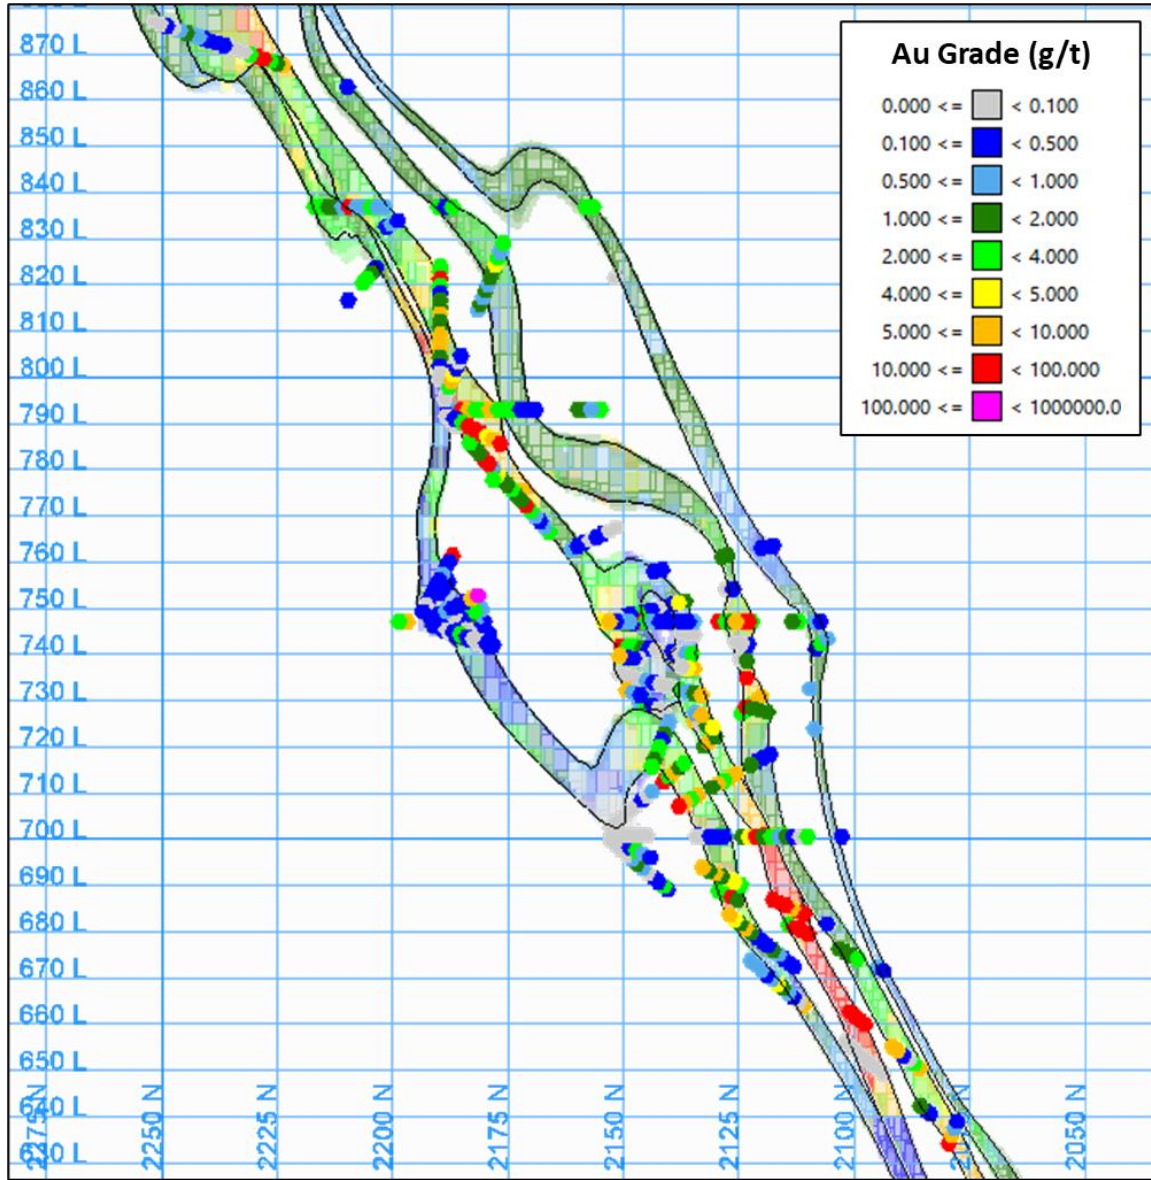 Au Grade (g/t)
0.000 <= < 0.100
0.100 <= < 0.500
0.500 <= < 1.000
1.000 <= < 2.000
2.000 <= < 4.000
4.000 <= < 5.000
5.000 <= < 10.000
10.000 <= < 100.000
100.000 <= < 1000000.0
870 L
860 L
850 L
840 L
830 L
820 L
810 L
800 L
790 L
780 L
770 L
760 L
750 L
740 L
730 L
720 L
710 L
700 L
690 L
680 L
670 L
660 L
650 L
640 L
630 L
2275 N
2250 N
2225 N
2200 N
2175 N
2150 N
2125 N
2100 N
2050 N